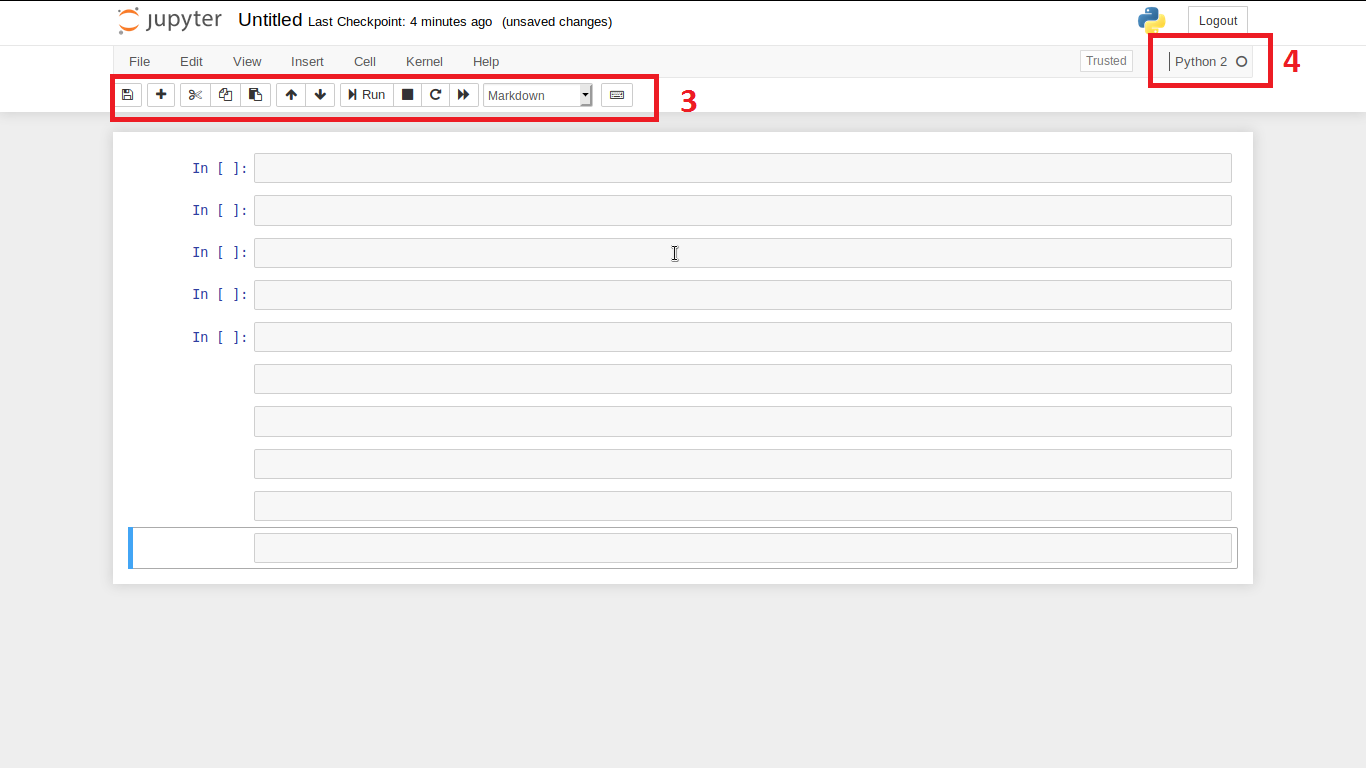 jupyter Untitled Last Checkpoint: 4 minutes ago (unsaved changes) Logout
File Edit View Insert Cell Kernel Help Trusted Python 2 4
Run Markdown 3
In [ ]:
In [ ]:
In [ ]:
In [ ]:
In [ ]: